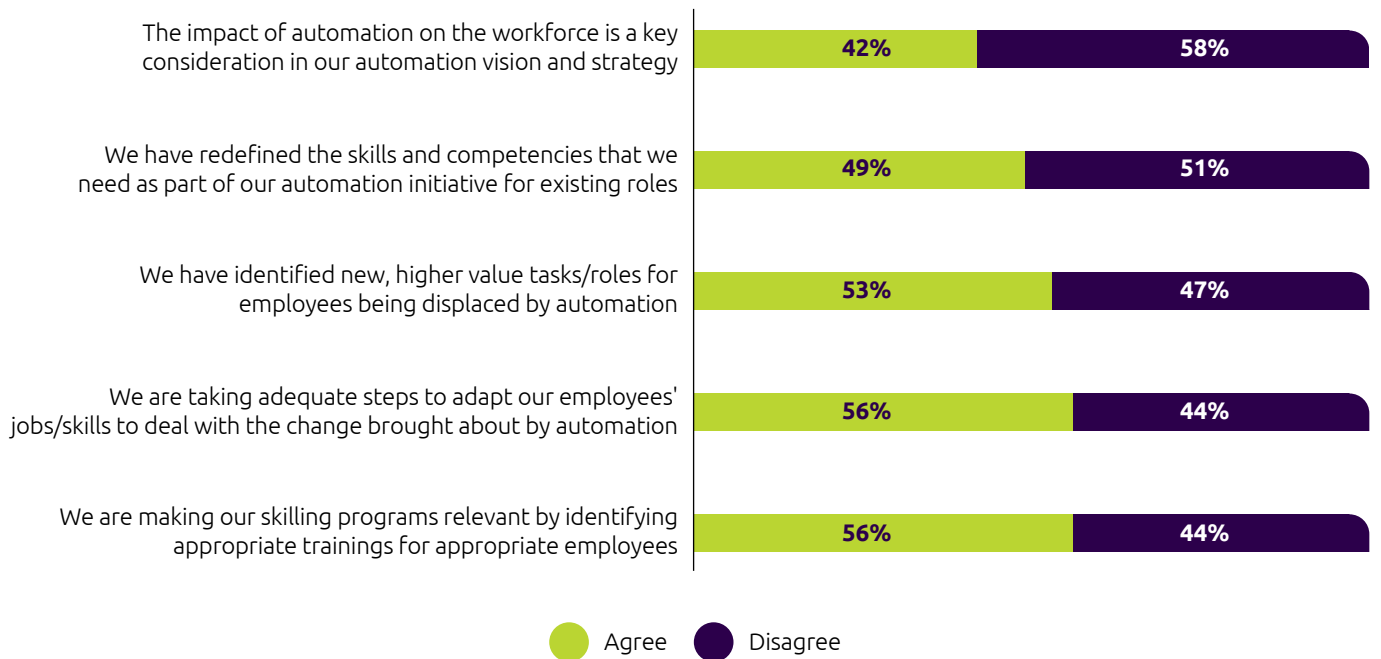 The impact of automation on the workforce is a key
consideration in our automation vision and strategy
42%
58%
We have redefined the skills and competencies that we
need as part of our automation initiative for existing roles
49%
51%
We have identified new, higher value tasks/roles for
employees being displaced by automation
53%
47%
We are taking adequate steps to adapt our employees'
jobs/skills to deal with the change brought about by automation
56%
44%
We are making our skilling programs relevant by identifying
appropriate trainings for appropriate employees
56%
44%
Agree
Disagree